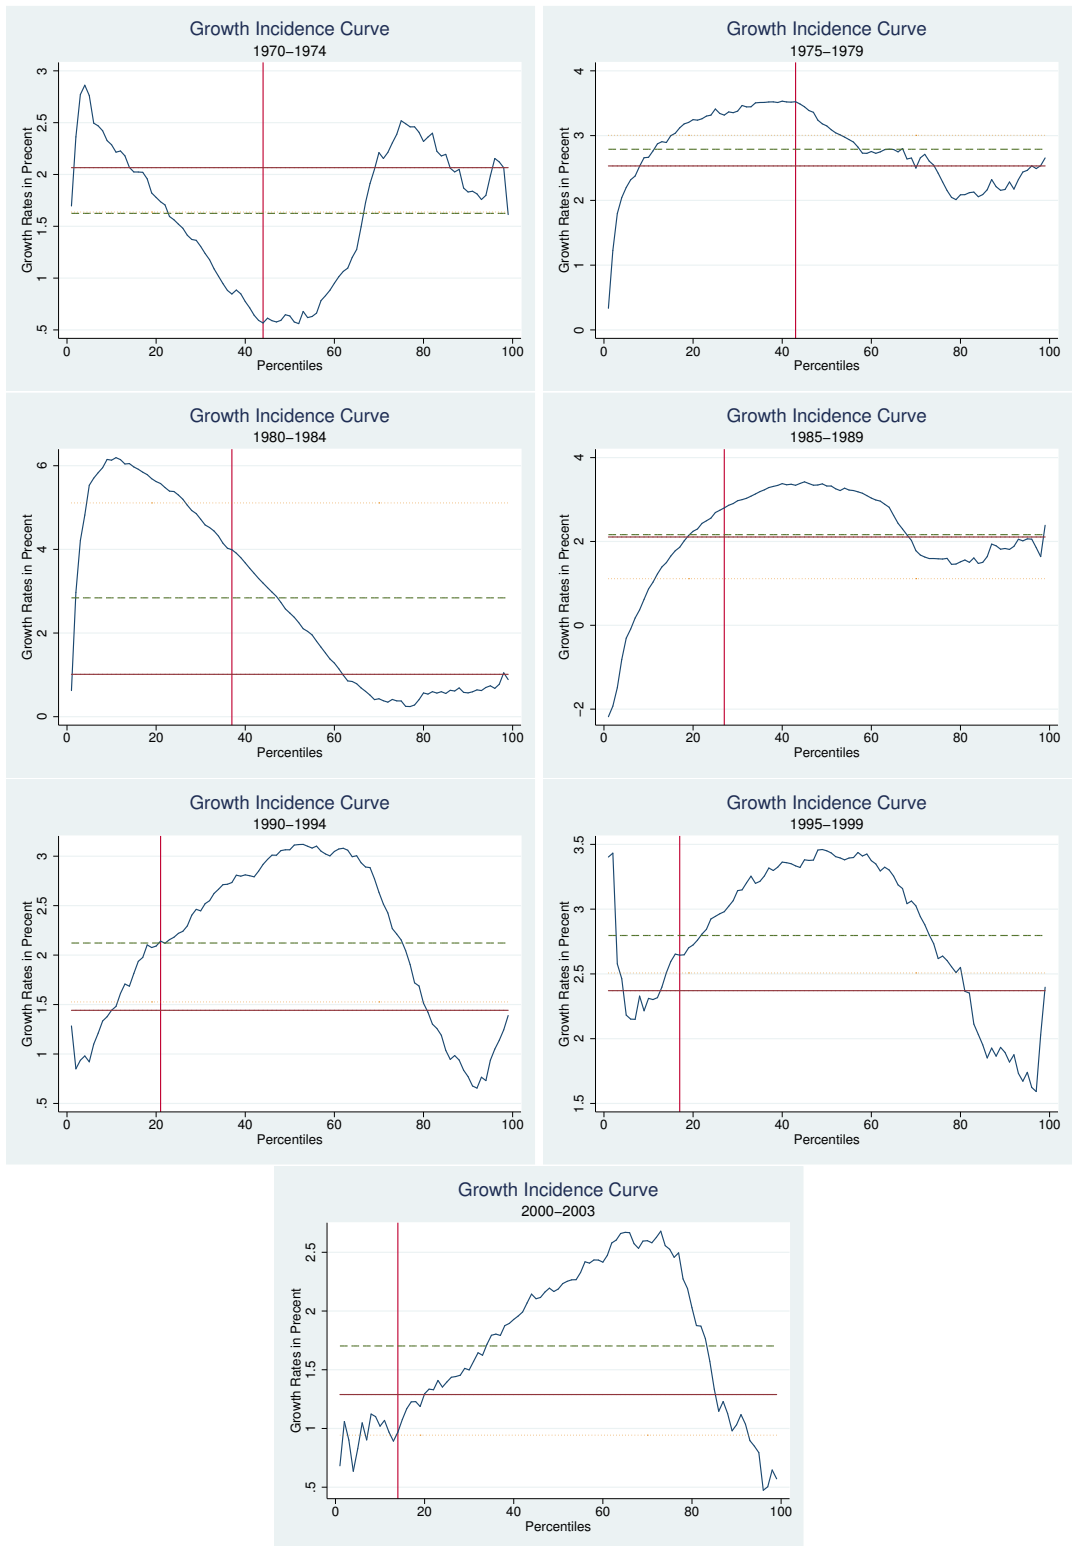 Growth Incidence Curve
1970–1974
Growth Rates in Precent
3
2.5
2
1.5
1
.5
0 20 40 60 80 100
Percentiles
Growth Incidence Curve
1975–1979
Growth Rates in Precent
4
3
2
1
0
0 20 40 60 80 100
Percentiles
Growth Incidence Curve
1980–1984
Growth Rates in Precent
6
4
2
0
0 20 40 60 80 100
Percentiles
Growth Incidence Curve
1985–1989
Growth Rates in Precent
4
2
0
−2
0 20 40 60 80 100
Percentiles
Growth Incidence Curve
1990–1994
Growth Rates in Precent
3
2.5
2
1.5
1
.5
0 20 40 60 80 100
Percentiles
Growth Incidence Curve
1995–1999
Growth Rates in Precent
3.5
3
2.5
2
1.5
0 20 40 60 80 100
Percentiles
Growth Incidence Curve
2000–2003
Growth Rates in Precent
2.5
2
1.5
1
.5
0 20 40 60 80 100
Percentiles